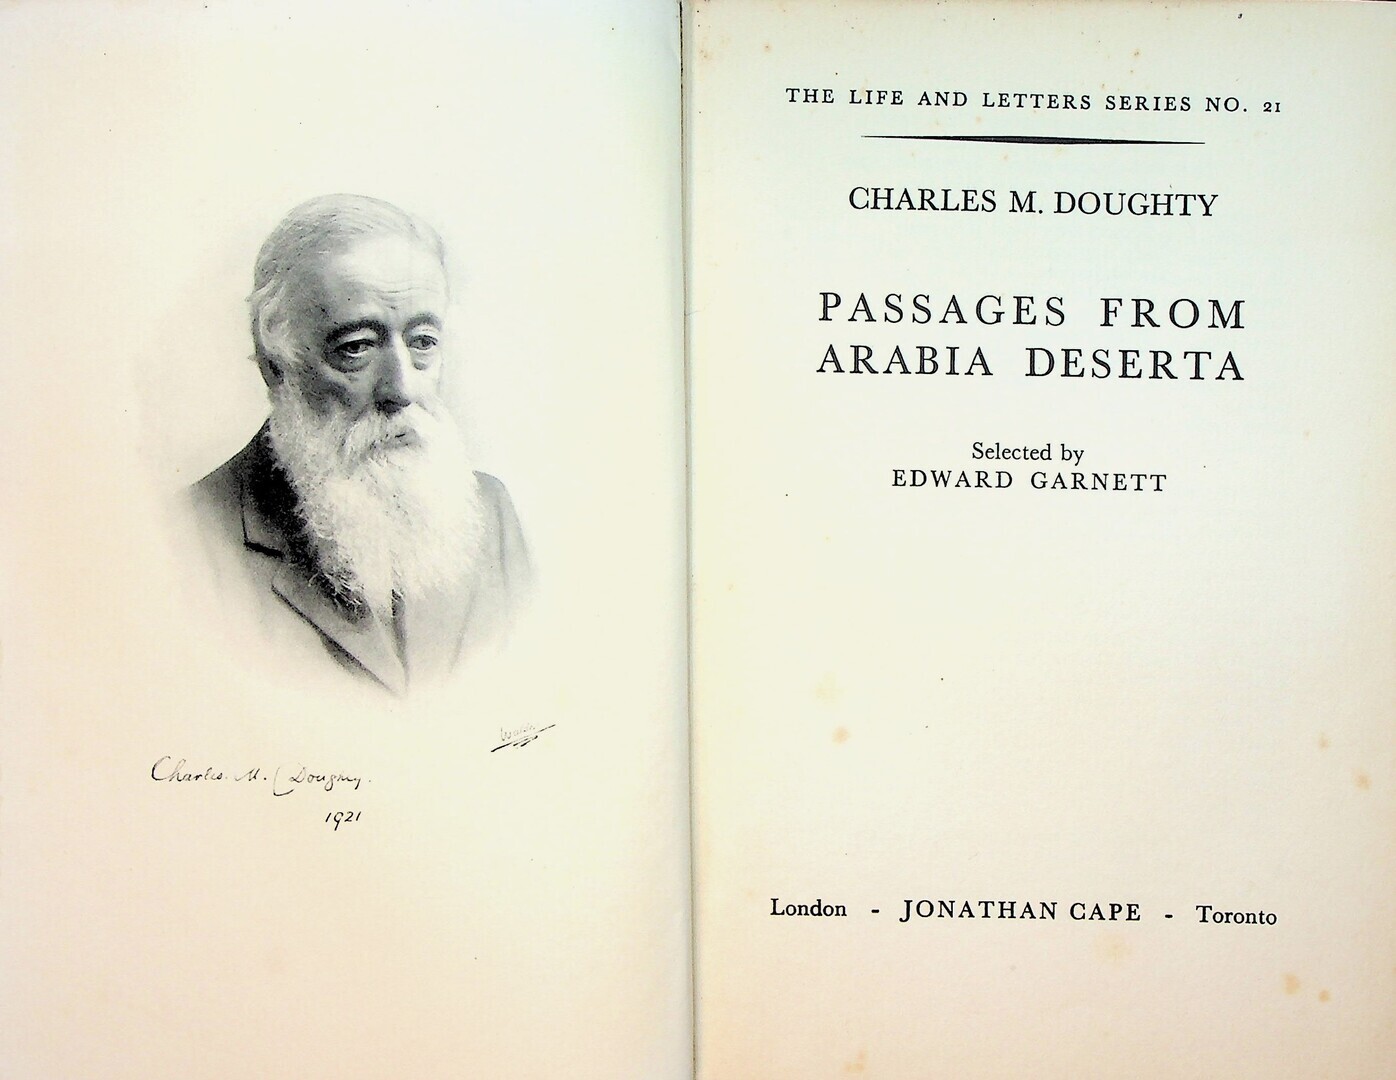 Charles M. Doughty.
1921
THE LIFE AND LETTERS SERIES NO. 21
CHARLES M. DOUGHTY
PASSAGES FROM
ARABIA DESERTA
Selected by
EDWARD GARNETT
London - JONATHAN CAPE - Toronto